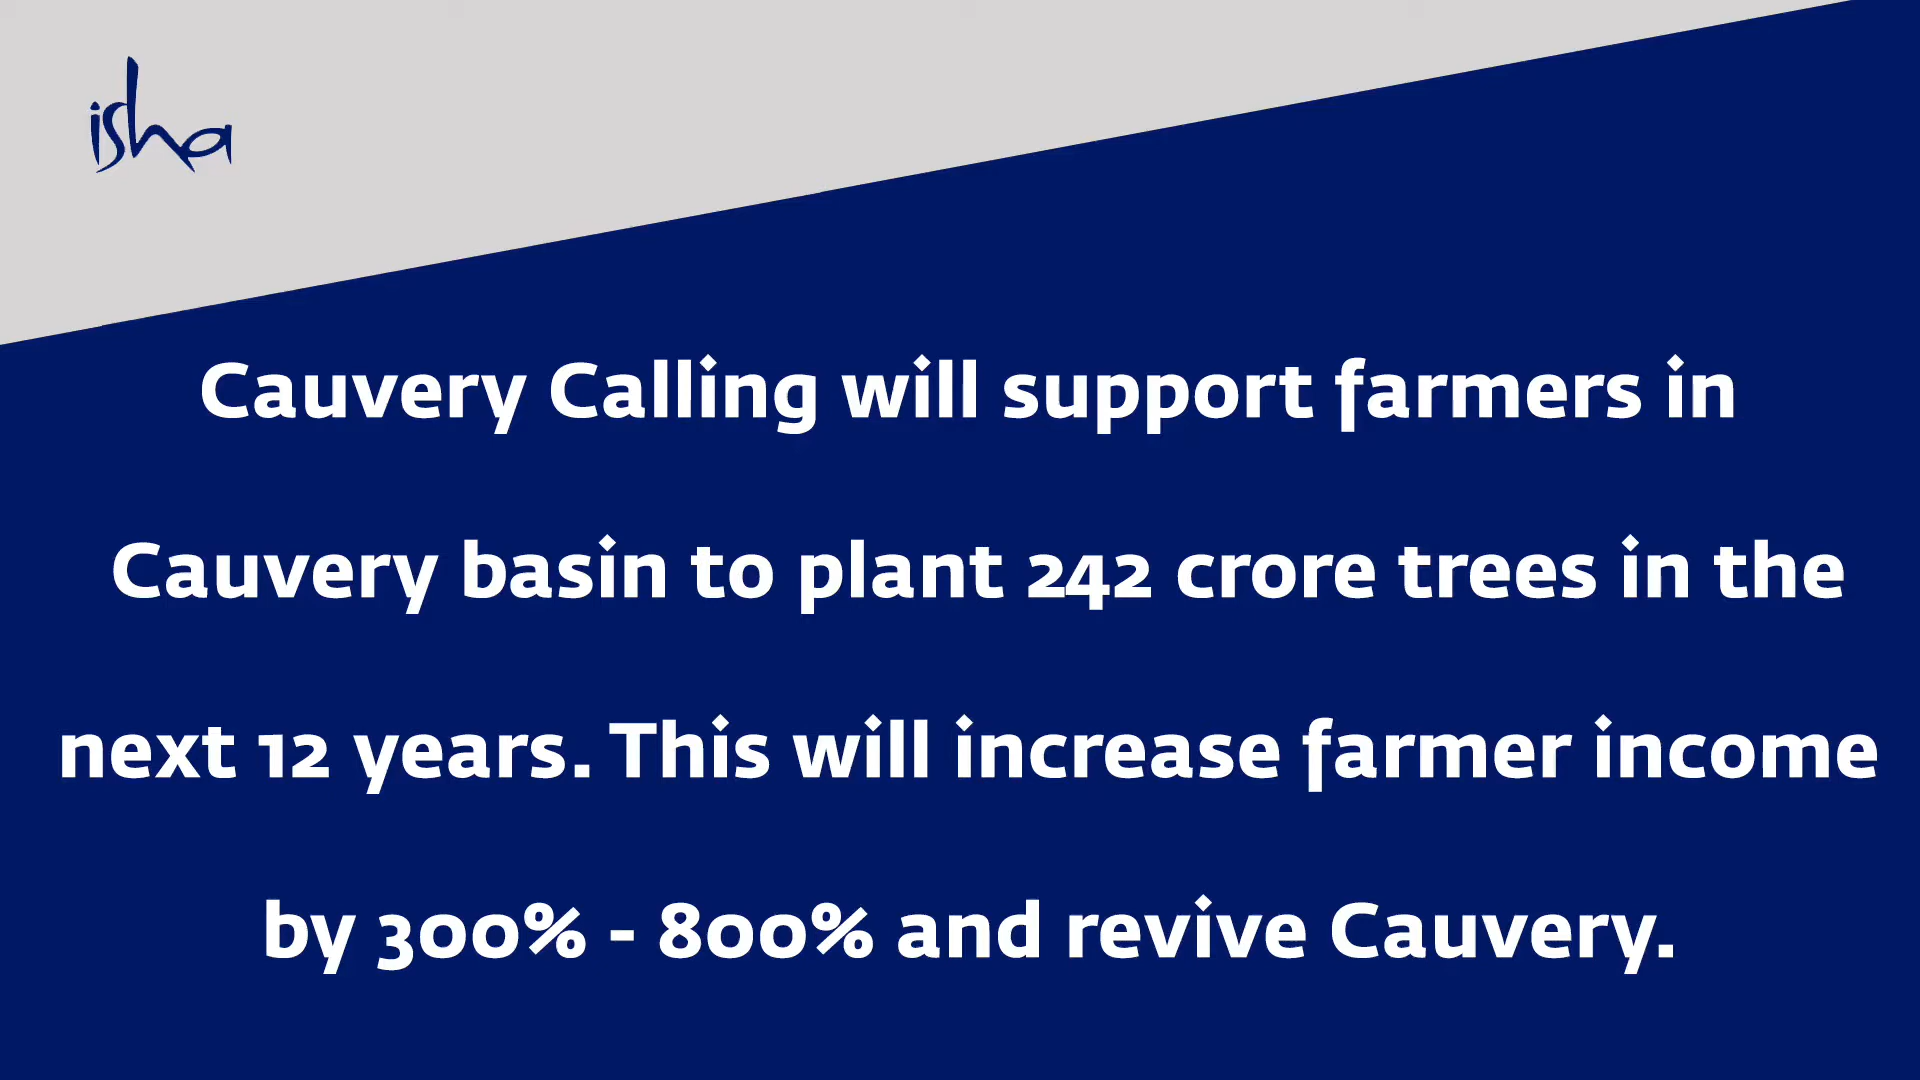 isha
Cauvery Calling will support farmers in
Cauvery basin to plant 242 crore trees in the
next 12 years. This will increase farmer income
by 300% - 800% and revive Cauvery.